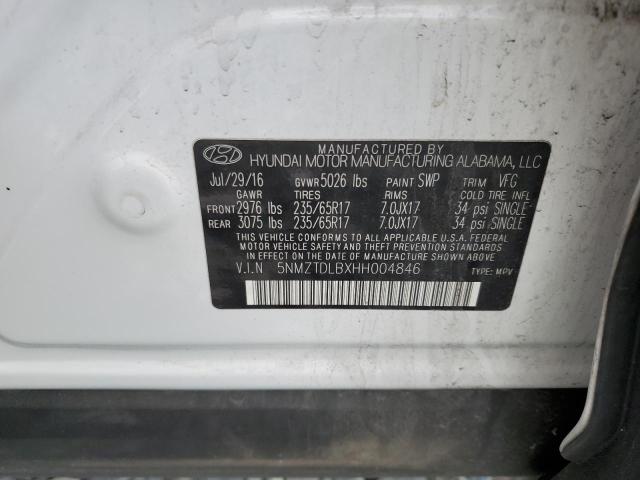 MANUFACTURED BY
HYUNDAI MOTOR MANUFACTURING ALABAMA, LLC
Jul/29/16 GVWR 5026 lbs PAINT SWP TRIM VFG
GAWR TIRES RIMS COLD TIRE INFL
FRONT 2976 lbs 235/65R17 7.0JX17 34 psi SINGLE
REAR 3075 lbs 235/65R17 7.0JX17 34 psi SINGLE
THIS VEHICLE CONFORMS TO ALL APPLICABLE U.S.A. FEDERAL
MOTOR VEHICLE SAFETY, BUMPER, AND THEFT PREVENTION
STANDARDS IN EFFECT ON THE DATE OF MANUFACTURE SHOWN ABOVE
V.I.N 5NMZTDLBXHH004846 TYPE: MPV